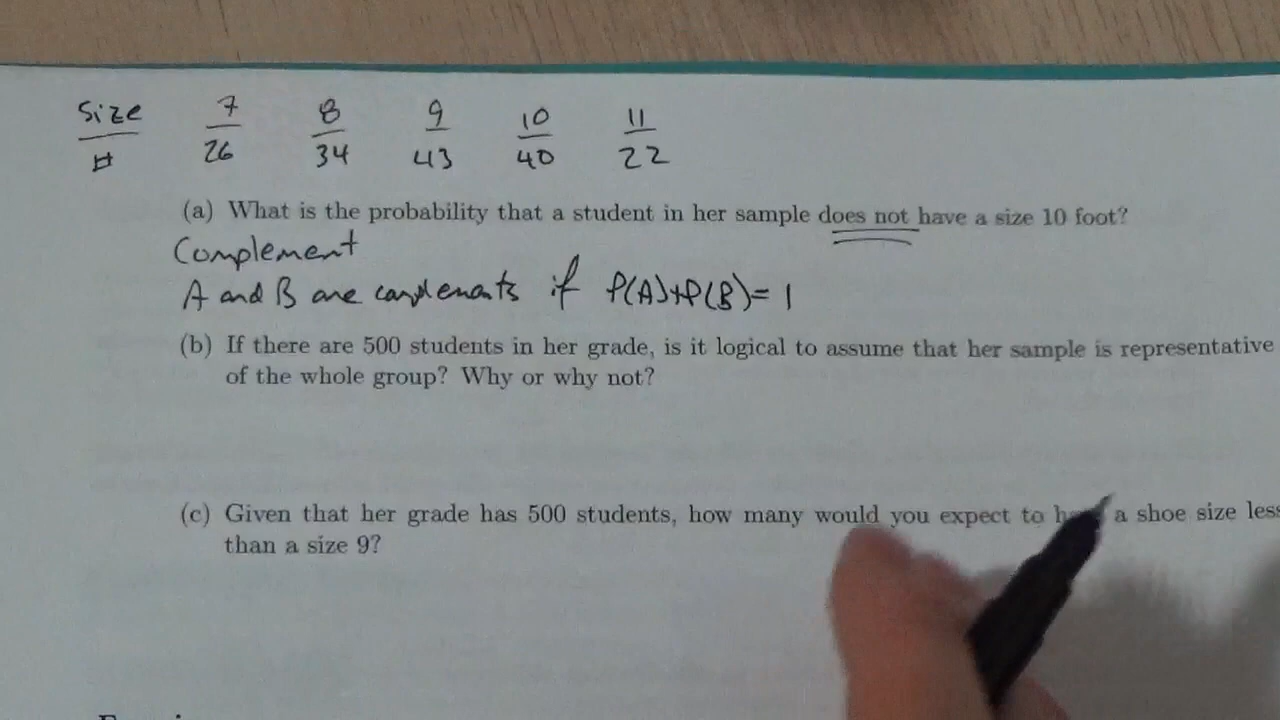 Size 7 8 9 10 11
# 26 34 43 40 22
(a) What is the probability that a student in her sample does not have a size 10 foot?
Complement
A and B are complements if P(A)+P(B)=1
(b) If there are 500 students in her grade, is it logical to assume that her sample is representative
of the whole group? Why or why not?
(c) Given that her grade has 500 students, how many would you expect to a shoe size less
than a size 9?